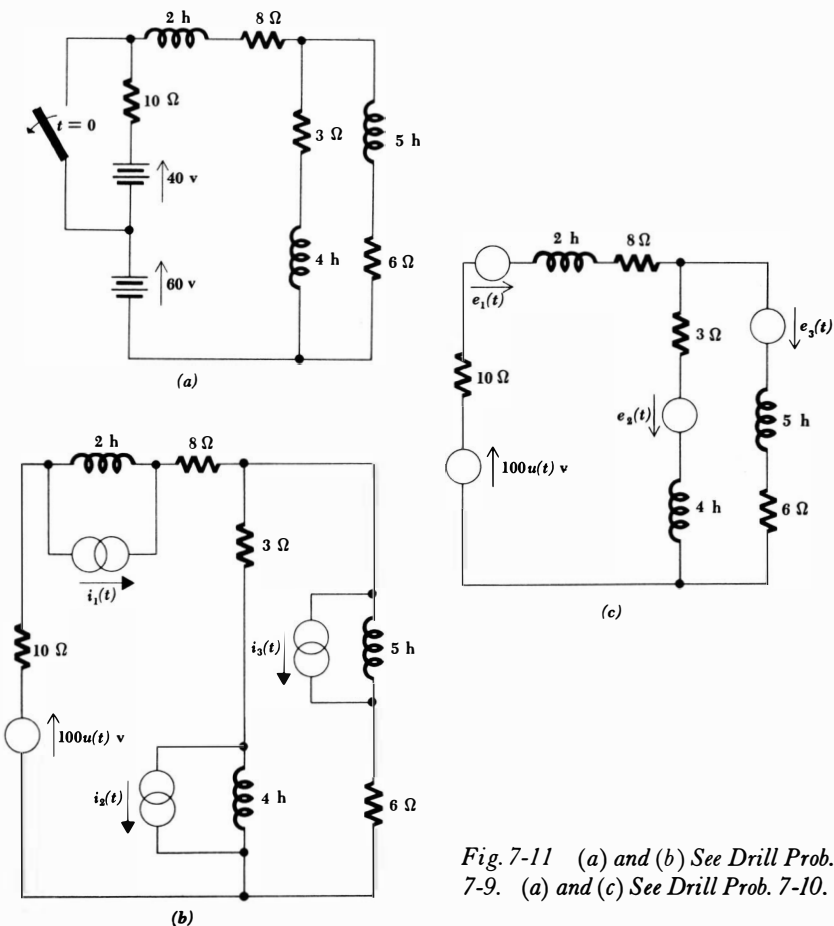 2 h
8 Ω
10 Ω
t = 0
3 Ω
5 h
40 v
4 h
6 Ω
60 v
(a)
2 h
8 Ω
e₁(t)
3 Ω
e₃(t)
10 Ω
e₂(t)
5 h
100u(t) v
4 h
6 Ω
(c)
2 h
8 Ω
3 Ω
i₁(t)
10 Ω
i₃(t)
5 h
100u(t) v
i₂(t)
4 h
6 Ω
(b)
Fig. 7-11 (a) and (b) See Drill Prob.
7-9. (a) and (c) See Drill Prob. 7-10.